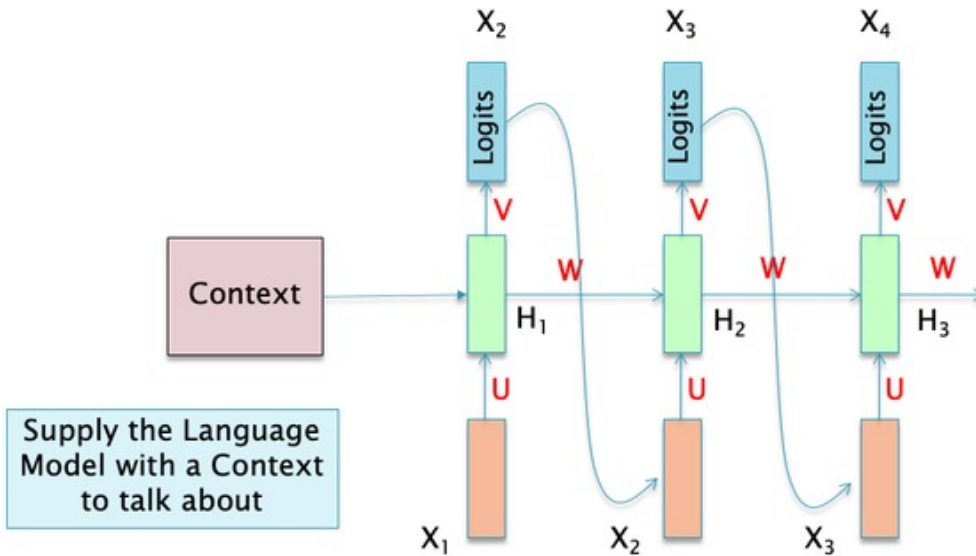 X₂ X₃ X₄
Logits Logits Logits
V V V
Context
W W W
H₁ H₂ H₃
U U U
Supply the Language
Model with a Context
to talk about
X₁ X₂ X₃